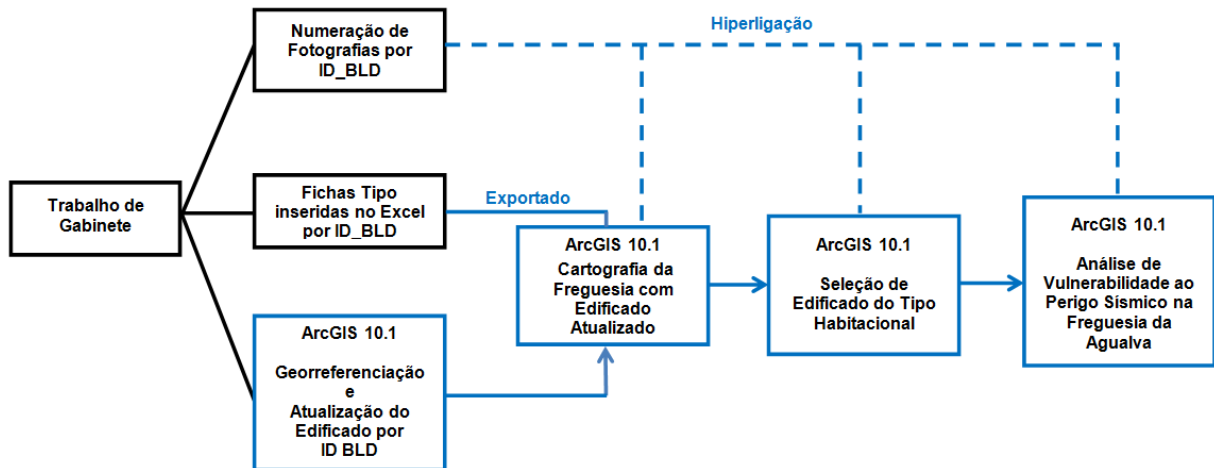 Numeração de
Fotografias por
ID_BLD
Hiperligação
Trabalho de
Gabinete
Fichas Tipo
inseridas no Excel
por ID_BLD
Exportado
ArcGIS 10.1
Georreferenciação
e
Atualização do
Edificado por
ID BLD
ArcGIS 10.1
Cartografia da
Freguesia com
Edificado
Atualizado
ArcGIS 10.1
Seleção de
Edificado do Tipo
Habitacional
ArcGIS 10.1
Análise de
Vulnerabilidade ao
Perigo Sísmico na
Freguesia da
Agualva